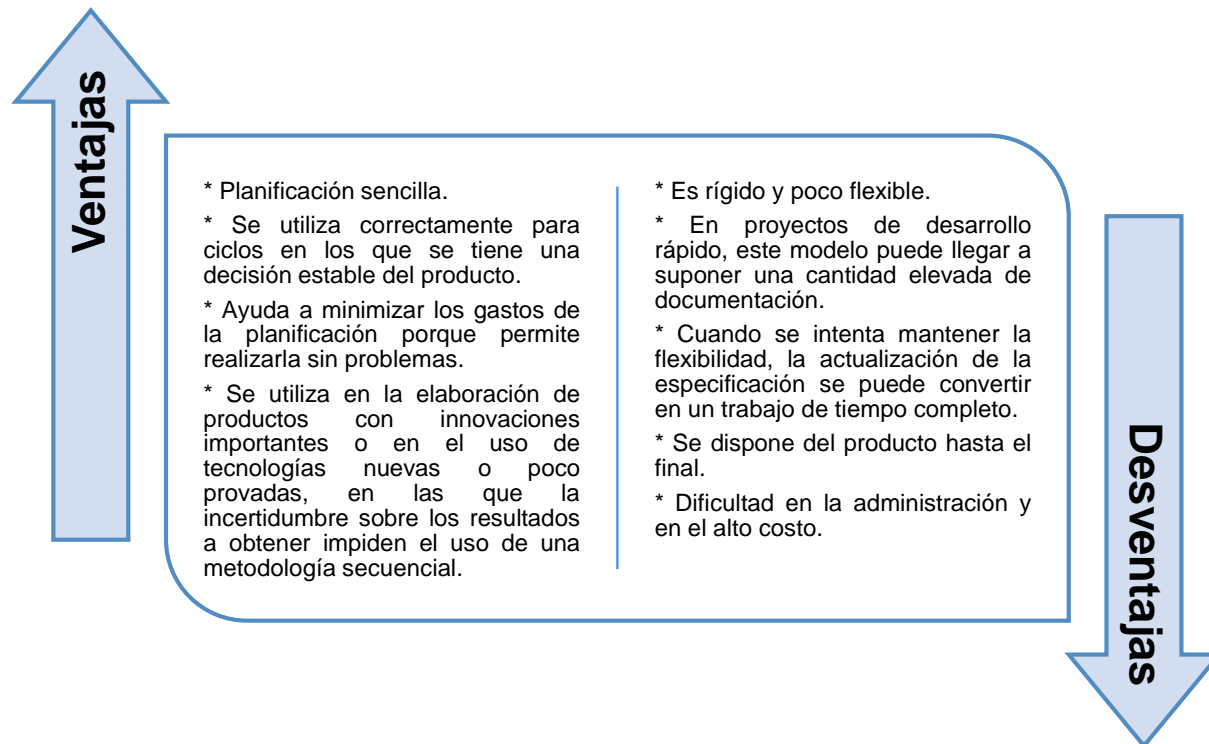 Ventajas
* Planificación sencilla.
* Se utiliza correctamente para
ciclos en los que se tiene una
decisión estable del producto.
* Ayuda a minimizar los gastos de
la planificación porque permite
realizarla sin problemas.
* Se utiliza en la elaboración de
productos con innovaciones
importantes o en el uso de
tecnologías nuevas o poco
provadas, en las que la
incertidumbre sobre los resultados
a obtener impiden el uso de una
metodología secuencial.
* Es rígido y poco flexible.
* En proyectos de desarrollo
rápido, este modelo puede llegar a
suponer una cantidad elevada de
documentación.
* Cuando se intenta mantener la
flexibilidad, la actualización de la
especificación se puede convertir
en un trabajo de tiempo completo.
* Se dispone del producto hasta el
final.
* Dificultad en la administración y
en el alto costo.
Desventajas